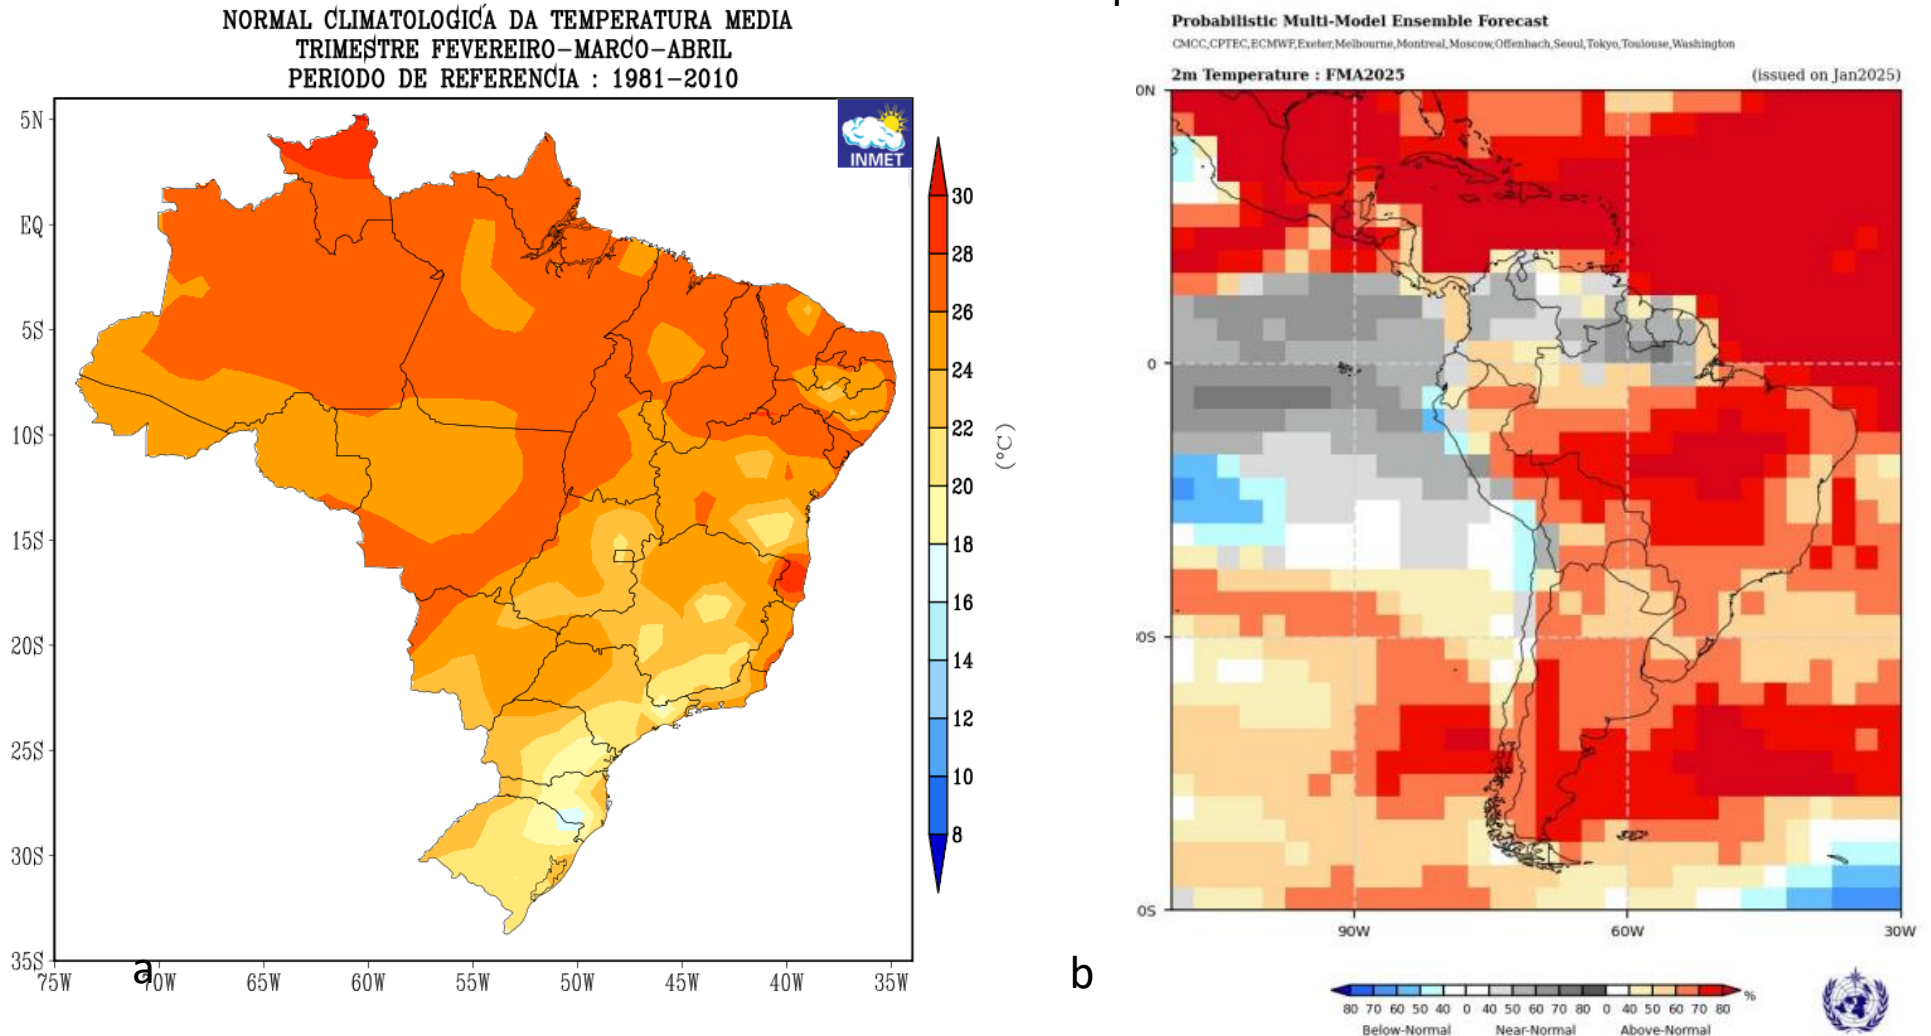 NORMAL CLIMATOLOGICA DA TEMPERATURA MEDIA
TRIMESTRE FEVEREIRO-MARCO-ABRIL
PERIODO DE REFERENCIA : 1981-2010
INMET
5N
EQ
5S
10S
15S
20S
25S
30S
35S
75W
70W
65W
60W
55W
50W
45W
40W
35W
30
28
26
24
22
20
18
16
14
12
10
8
(°C)
a
Probabilistic Multi-Model Ensemble Forecast
CMCC,CPTEC,ECMWF,Exeter,Melbourne,Montreal,Moscow,Offenbach,Seoul,Tokyo,Toulouse,Washington
2m Temperature : FMA2025 (issued on Jan2025)
0N
0
0S
0S
90W
60W
30W
b
80 70 60 50 40 0 40 50 60 70 80 0 40 50 60 70 80 %
Below-Normal Near-Normal Above-Normal